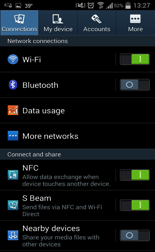 39° 13:27
Connections My device Accounts More
Network connections
Wi-Fi
Bluetooth
Data usage
More networks
Connect and share
NFC
Allow data exchange when
device touches another device.
S Beam
Send files via NFC and Wi-Fi
Direct
Nearby devices
Share your media files with
other devices